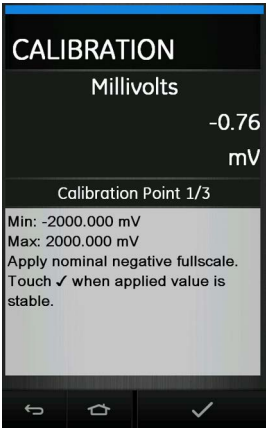 CALIBRATION
Millivolts
-0.76
mV
Calibration Point 1/3
Min: -2000.000 mV
Max: 2000.000 mV
Apply nominal negative fullscale.
Touch ✓ when applied value is
stable.